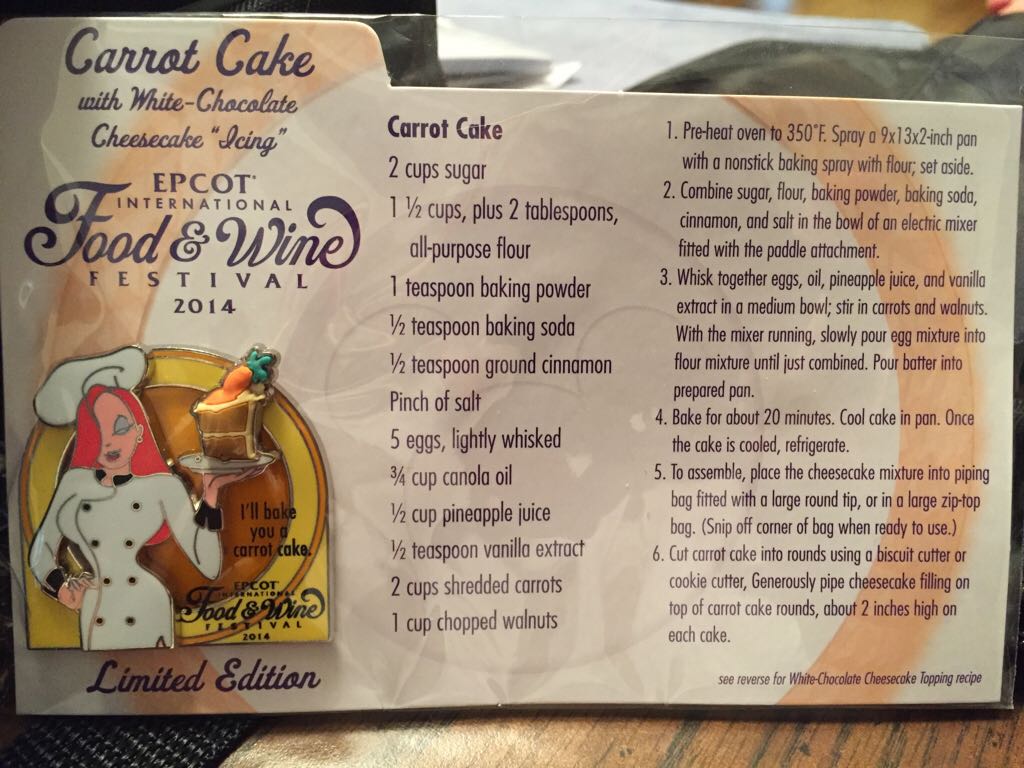 Carrot Cake
with White-Chocolate
Cheesecake "Icing"
EPCOT®
INTERNATIONAL
Food & Wine
FESTIVAL
2014
I'll bake
you a
carrot cake.
EPCOT
INTERNATIONAL
Food & Wine
FESTIVAL
2014
Limited Edition
Carrot Cake
2 cups sugar
1 ½ cups, plus 2 tablespoons,
all-purpose flour
1 teaspoon baking powder
½ teaspoon baking soda
½ teaspoon ground cinnamon
Pinch of salt
5 eggs, lightly whisked
¾ cup canola oil
½ cup pineapple juice
½ teaspoon vanilla extract
2 cups shredded carrots
1 cup chopped walnuts
1. Pre-heat oven to 350°F. Spray a 9x13x2-inch pan
with a nonstick baking spray with flour; set aside.
2. Combine sugar, flour, baking powder, baking soda,
cinnamon, and salt in the bowl of an electric mixer
fitted with the paddle attachment.
3. Whisk together eggs, oil, pineapple juice, and vanilla
extract in a medium bowl; stir in carrots and walnuts.
With the mixer running, slowly pour egg mixture into
flour mixture until just combined. Pour batter into
prepared pan.
4. Bake for about 20 minutes. Cool cake in pan. Once
the cake is cooled, refrigerate.
5. To assemble, place the cheesecake mixture into piping
bag fitted with a large round tip, or in a large zip-top
bag. (Snip off corner of bag when ready to use.)
6. Cut carrot cake into rounds using a biscuit cutter or
cookie cutter, Generously pipe cheesecake filling on
top of carrot cake rounds, about 2 inches high on
each cake.
see reverse for White-Chocolate Cheesecake Topping recipe